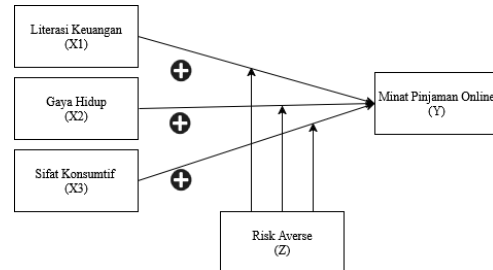 Literasi Keuangan
(X1)
Gaya Hidup
(X2)
Sifat Konsumtif
(X3)
Minat Pinjaman Online
(Y)
Risk Averse
(Z)